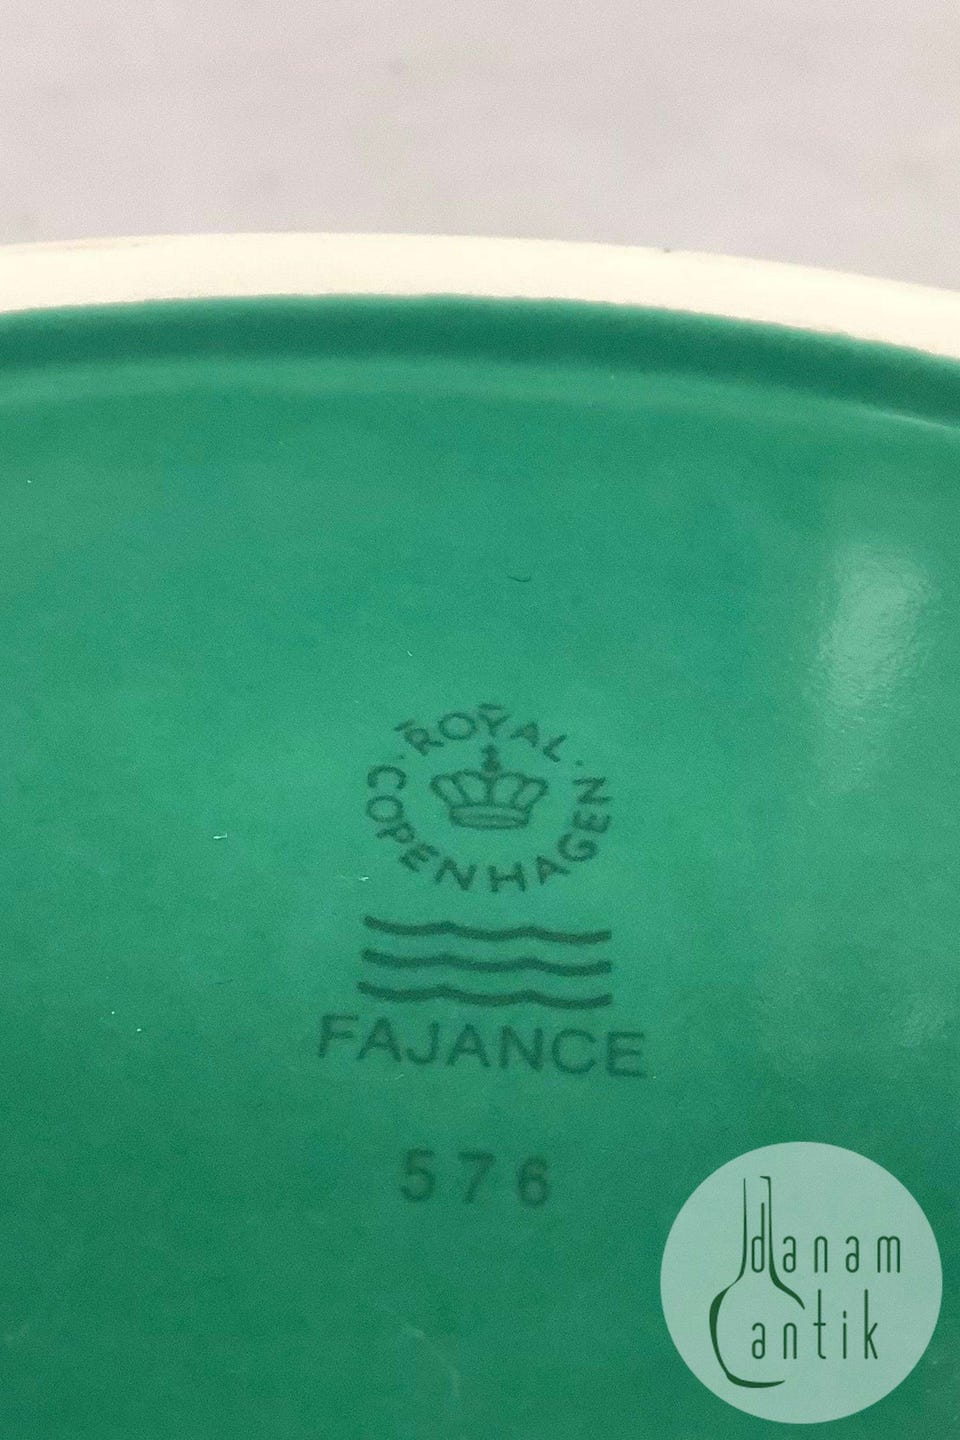 ROYAL
COPENHAGEN
FAJANCE
576
danam
antik